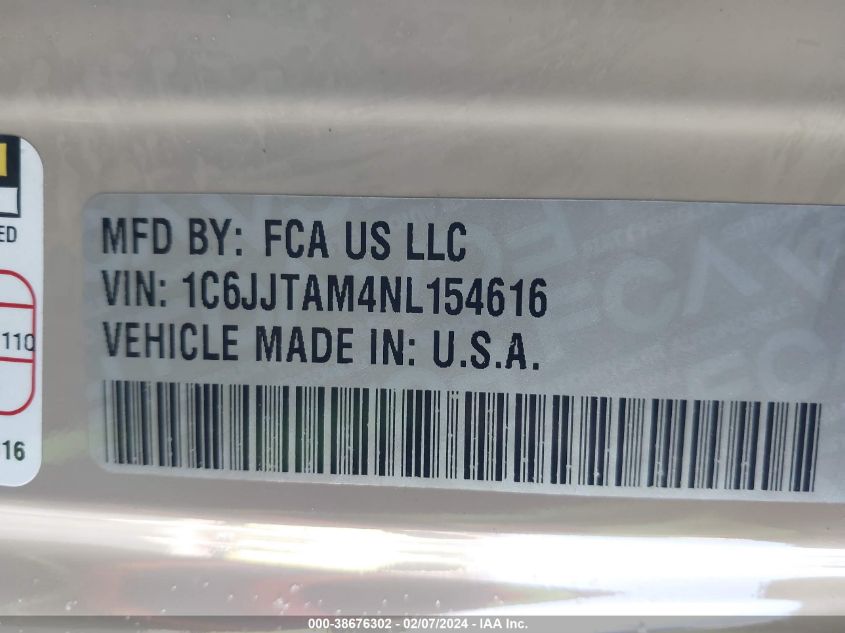 ED
110
16
MFD BY: FCA US LLC
VIN: 1C6JJTAM4NL154616
VEHICLE MADE IN: U.S.A.
000-38676302 - 02/07/2024 - IAA Inc.